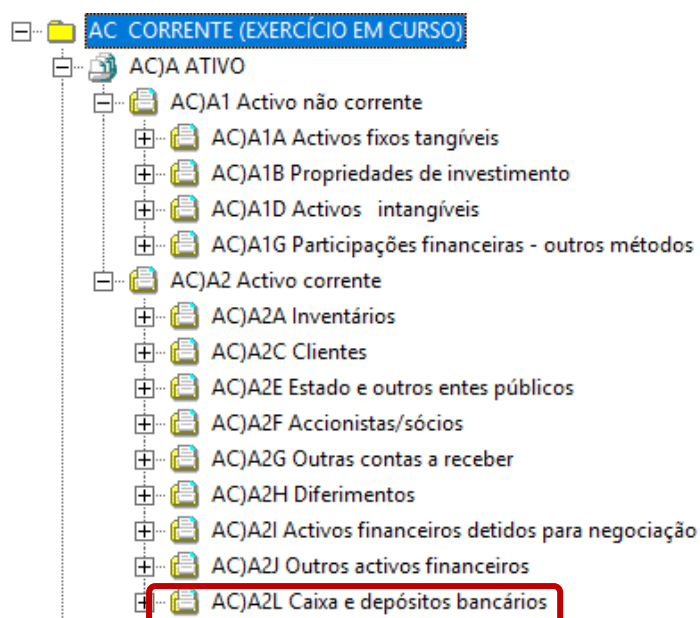 AC CORRENTE (EXERCÍCIO EM CURSO)
AC)A ATIVO
AC)A1 Activo não corrente
AC)A1A Activos fixos tangíveis
AC)A1B Propriedades de investimento
AC)A1D Activos intangíveis
AC)A1G Participações financeiras - outros métodos
AC)A2 Activo corrente
AC)A2A Inventários
AC)A2C Clientes
AC)A2E Estado e outros entes públicos
AC)A2F Accionistas/sócios
AC)A2G Outras contas a receber
AC)A2H Diferimentos
AC)A2I Activos financeiros detidos para negociação
AC)A2J Outros activos financeiros
AC)A2L Caixa e depósitos bancários